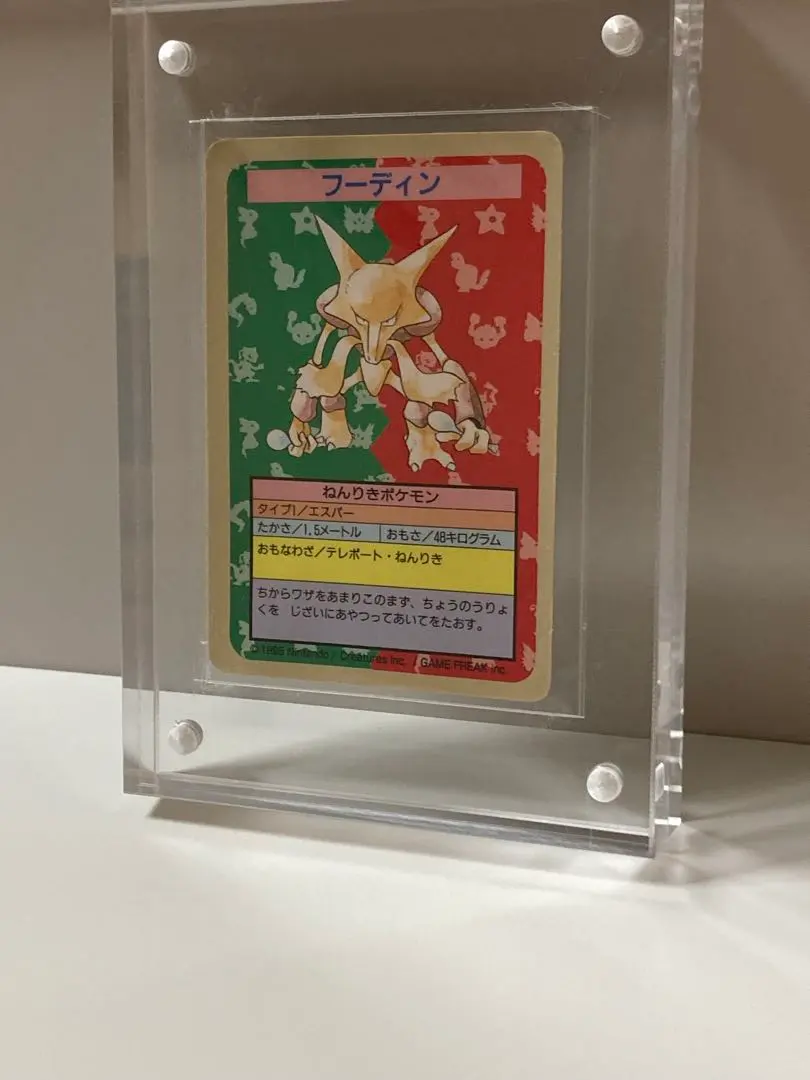 フーディン
ねんりきポケモン
タイプ1/エスパー
たかさ/1.5メートル おもさ/48キログラム
おもなわざ/テレポート・ねんりき
ちからワザをあまりこのまず、ちょうのうりょ
くを じざいにあやつってあいてをたおす。
©1995 Nintendo / Creatures inc. / GAME FREAK inc.